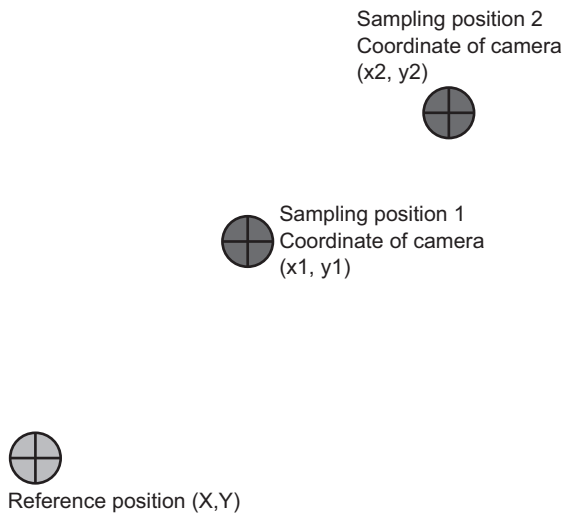 Sampling position 2
Coordinate of camera
(x2, y2)
Sampling position 1
Coordinate of camera
(x1, y1)
Reference position (X,Y)